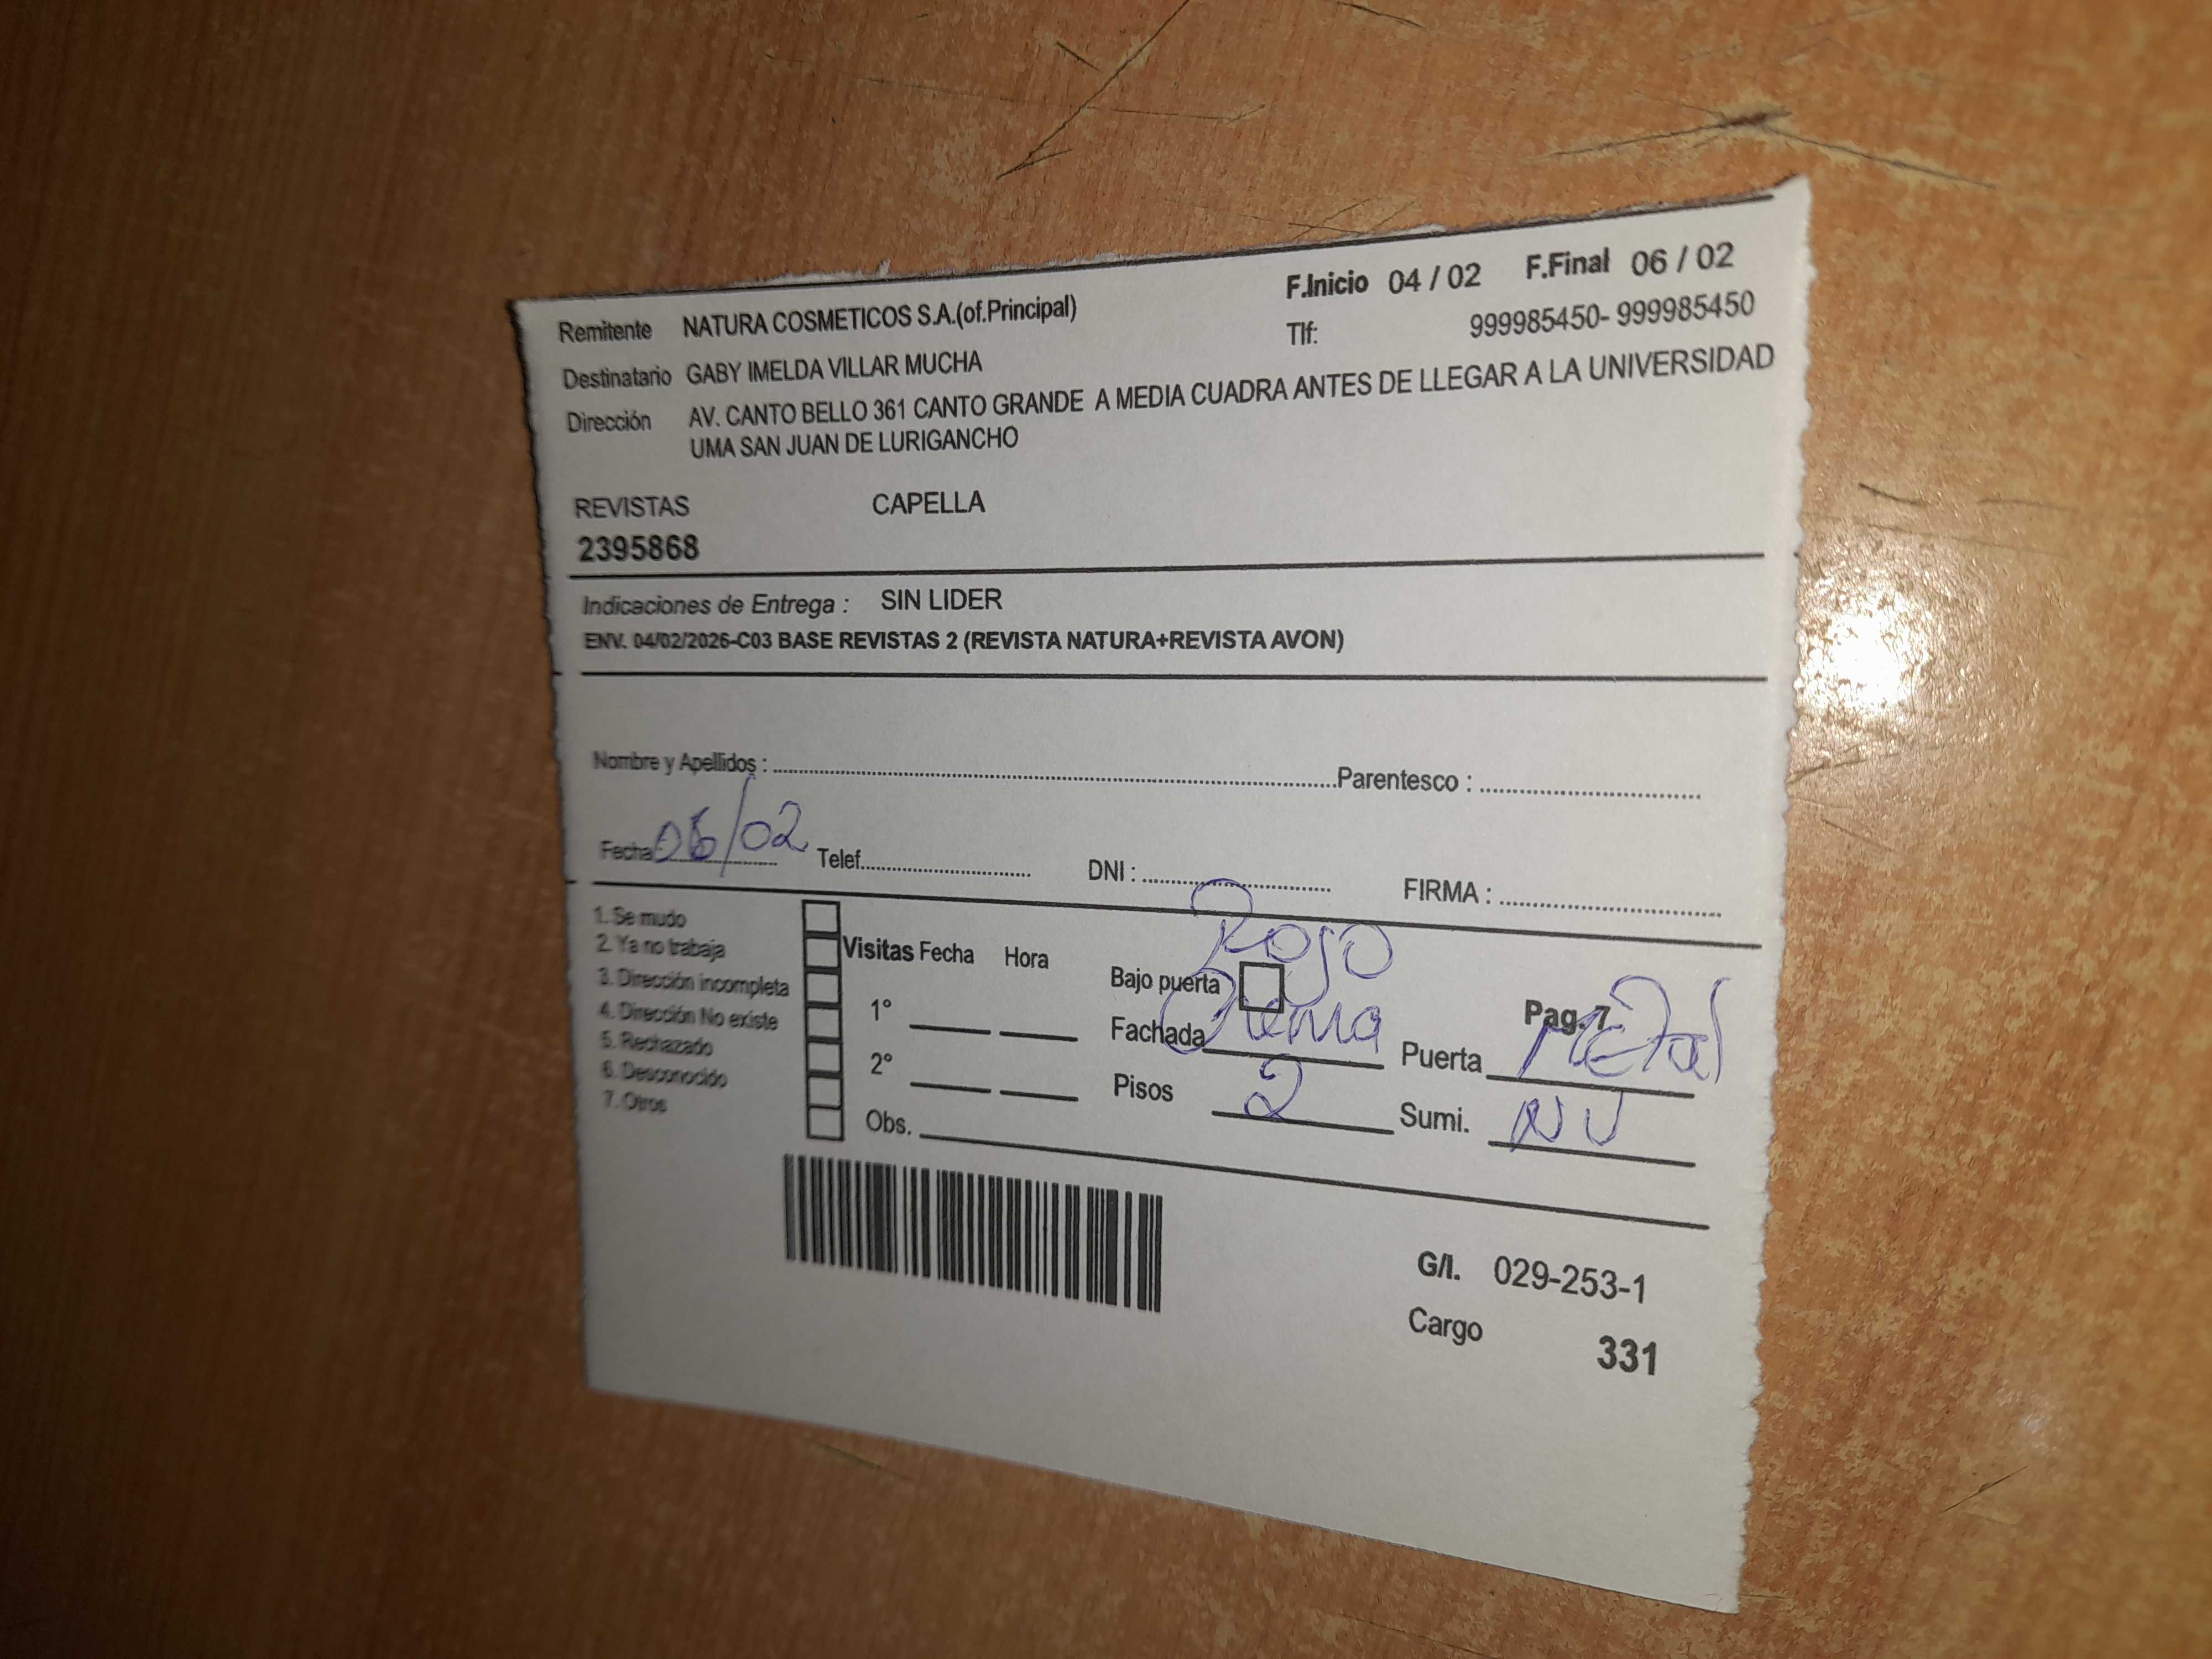 F.Inicio 04 / 02 F.Final 06 / 02
Remitente NATURA COSMETICOS S.A.(of.Principal) Tlf: 999985450- 999985450
Destinatario GABY IMELDA VILLAR MUCHA
Dirección AV. CANTO BELLO 361 CANTO GRANDE A MEDIA CUADRA ANTES DE LLEGAR A LA UNIVERSIDAD
UMA SAN JUAN DE LURIGANCHO
REVISTAS CAPELLA
2395868
Indicaciones de Entrega : SIN LIDER
ENV. 04/02/2026-C03 BASE REVISTAS 2 (REVISTA NATURA+REVISTA AVON)
Nombre y Apellidos : Parentesco :
Fecha 06/02 Telef. DNI : FIRMA :
1. Se mudo
2. Ya no trabaja
3. Dirección incompleta
4. Dirección No existe
5. Rechazado
6. Desconocido
7. Otros
Visitas Fecha Hora
1°
2°
Obs.
Rojo
Bajo puerta Pag. 7
Fachada Crema Puerta Metal
Pisos 2 Sumi. NV
G/I. 029-253-1
Cargo 331